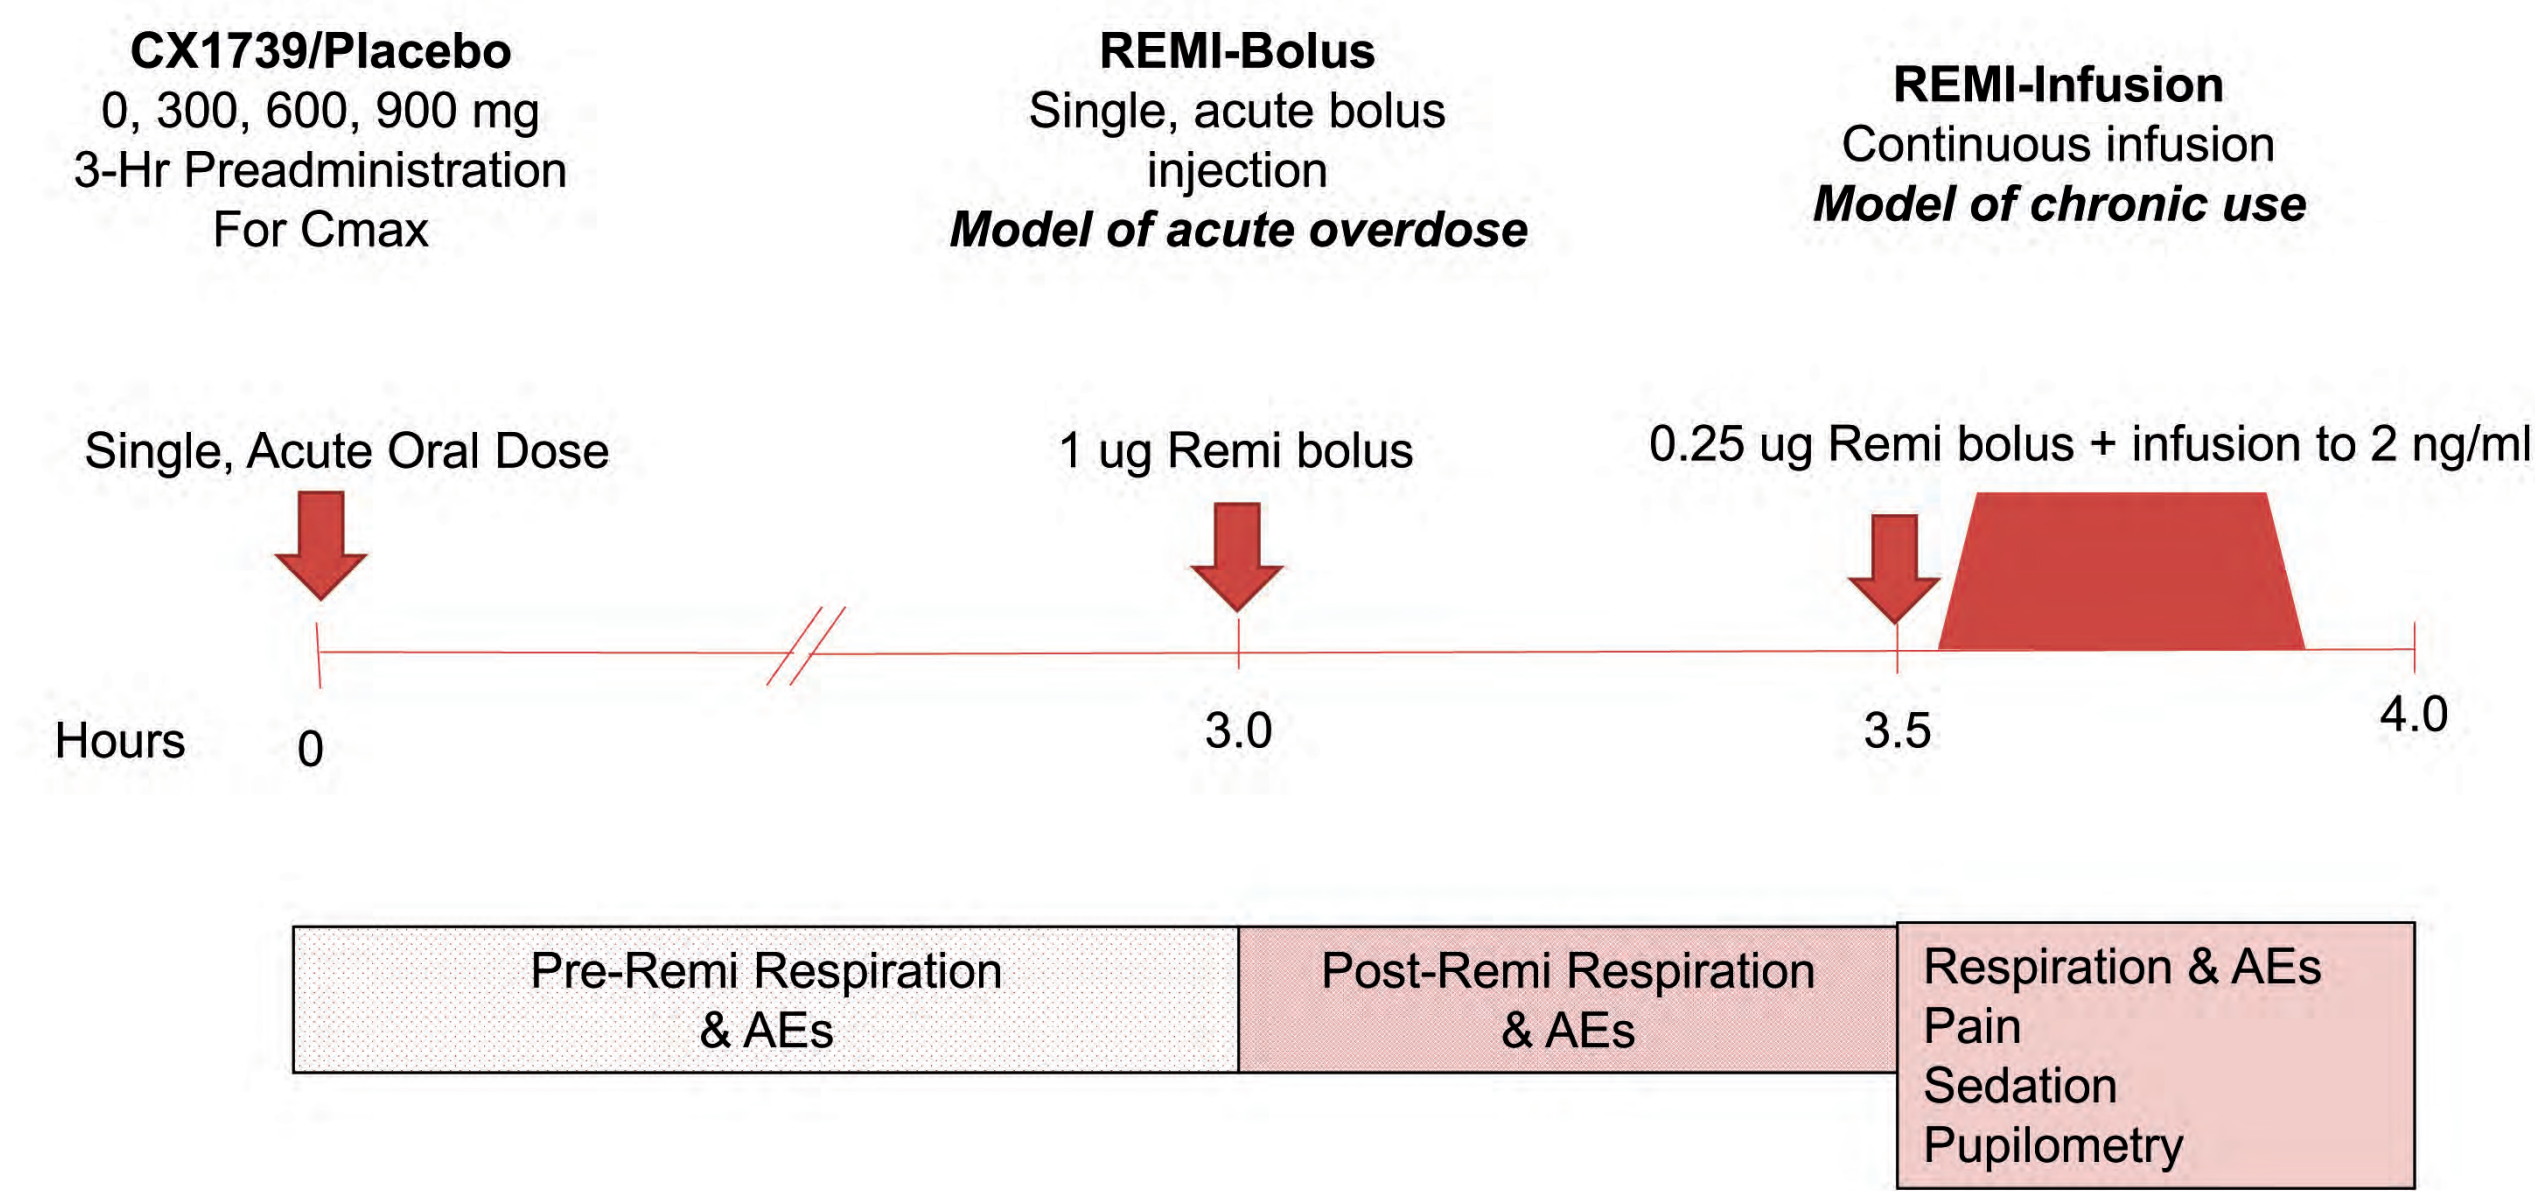 CX1739/Placebo
0, 300, 600, 900 mg
3-Hr Preadministration
For Cmax
REMI-Bolus
Single, acute bolus
injection
Model of acute overdose
REMI-Infusion
Continuous infusion
Model of chronic use
Single, Acute Oral Dose
1 ug Remi bolus
0.25 ug Remi bolus + infusion to 2 ng/ml
Hours
0
3.0
3.5
4.0
Pre-Remi Respiration
& AEs
Post-Remi Respiration
& AEs
Respiration & AEs
Pain
Sedation
Pupilometry